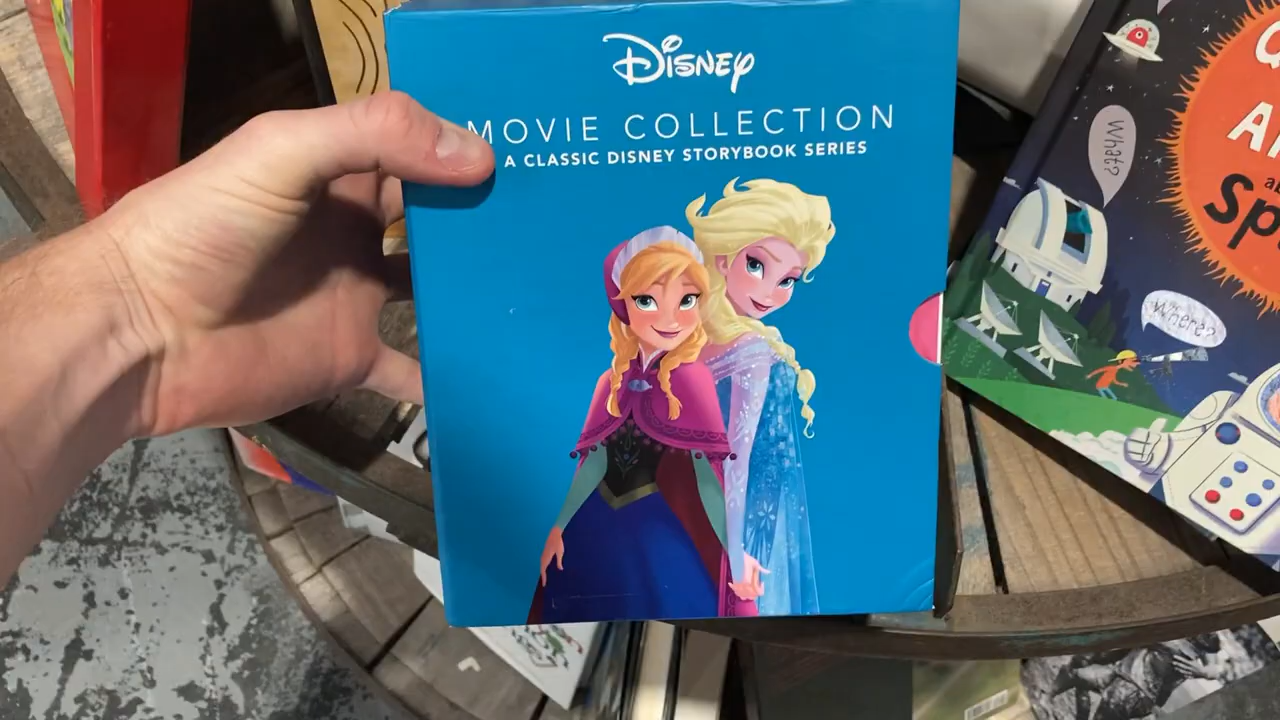 Disney
MOVIE COLLECTION
A CLASSIC DISNEY STORYBOOK SERIES
What?
Where?